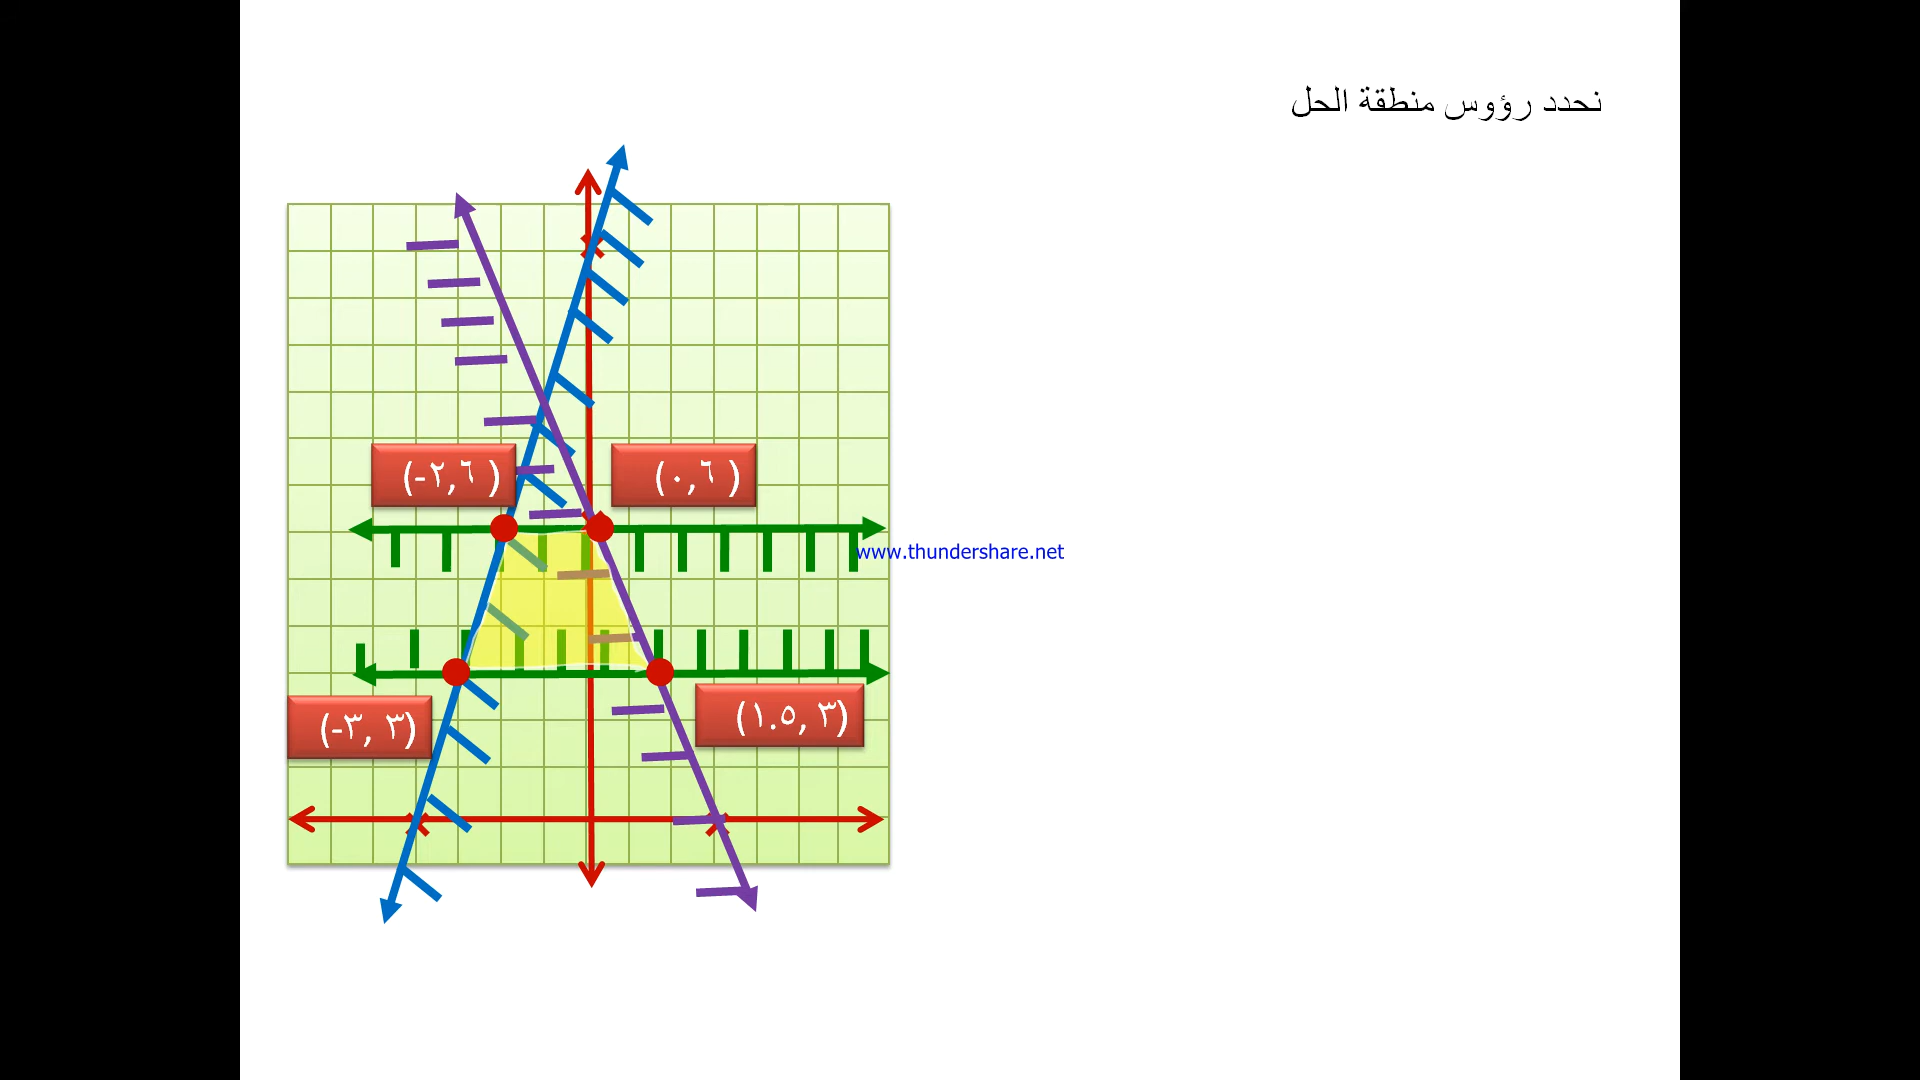 نحدد رؤوس منطقة الحل
(-٢,٦ )
(٠,٦ )
www.thundershare.net
(-٣, ٣)
(١.٥, ٣)